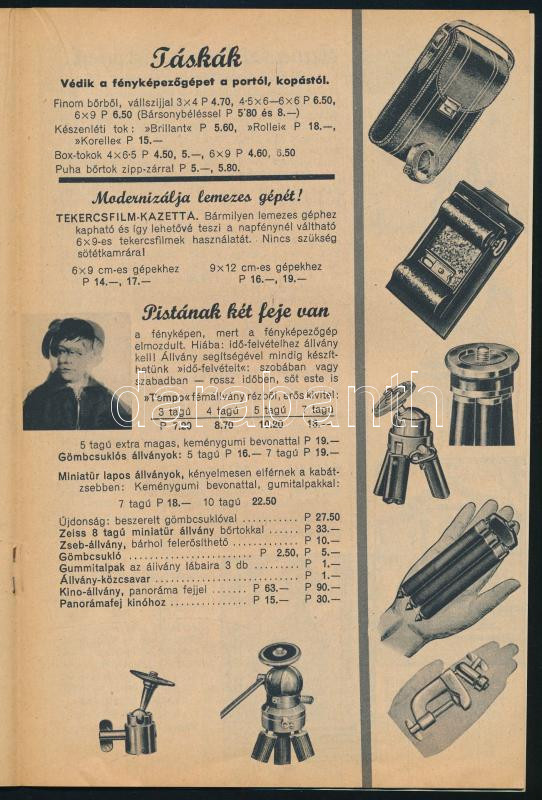 Táskák
Védik a fényképezőgépet a portól, kopástól.
Finom bőrből, vállszijjal 3×4 P 4.70, 4·5×6—6×6 P 6.50,
6×9 P 6.50 (Bársonybéléssel P 5'80 és 8.—)
Készenléti tok: »Brillant« P 5.60, »Rollei« P 18.—,
»Korelle« P 15.—
Box-tokok 4×6·5 P 4.50, 5.—, 6×9 P 4.60, 6.50
Puha bőrtok zipp-zárral P 5.—, 5.80.
Modernizálja lemezes gépét!
TEKERCSFILM-KAZETTA. Bármilyen lemezes géphez
kapható és így lehetővé teszi a napfénynél váltható
6×9-es tekercsfilmek használatát. Nincs szükség
sötétkamrára!
6×9 cm-es gépekhez 9×12 cm-es gépekhez
P 14.—, 17.— P 16.—, 19.—
Pistának két feje van
a fényképen, mert a fényképezőgép
elmozdult. Hiába: idő-felvételhez állvány
kell! Állvány segítségével mindig készít-
hetünk »idő-felvételt«: szobában vagy
szabadban — rossz időben, sőt este is
»Tempo« fémállvány rézből, erős kivitel:
3 tagú 4 tagú 5 tagú 7 tagú
P 7.20 8.70 10.20 18.—
5 tagú extra magas, keménygumi bevonattal P 19.—
Gömbcsuklós állványok: 5 tagú P 16.— 7 tagú P 19.—
Miniatür lapos állványok, kényelmesen elférnek a kabát-
zsebben: Keménygumi bevonattal, gumitalpakkal:
7 tagú P 18.— 10 tagú 22.50
Újdonság: beszerelt gömbcsuklóval ........... P 27.50
Zeiss 8 tagú miniatür állvány bőrtokkal ...... P 33.—
Zseb-állvány, bárhol felerősíthető ............ P 10.—
Gömbcsukló ......................... P 2.50, P 5.—
Gummitalpak az állvány lábaira 3 db ......... P 1.—
Állvány-közcsavar ......................... P 1.—
Kino-állvány, panoráma fejjel ...... P 63.— P 90.—
Panorámafej kinóhoz ............... P 15.— P 30.—
darabanth